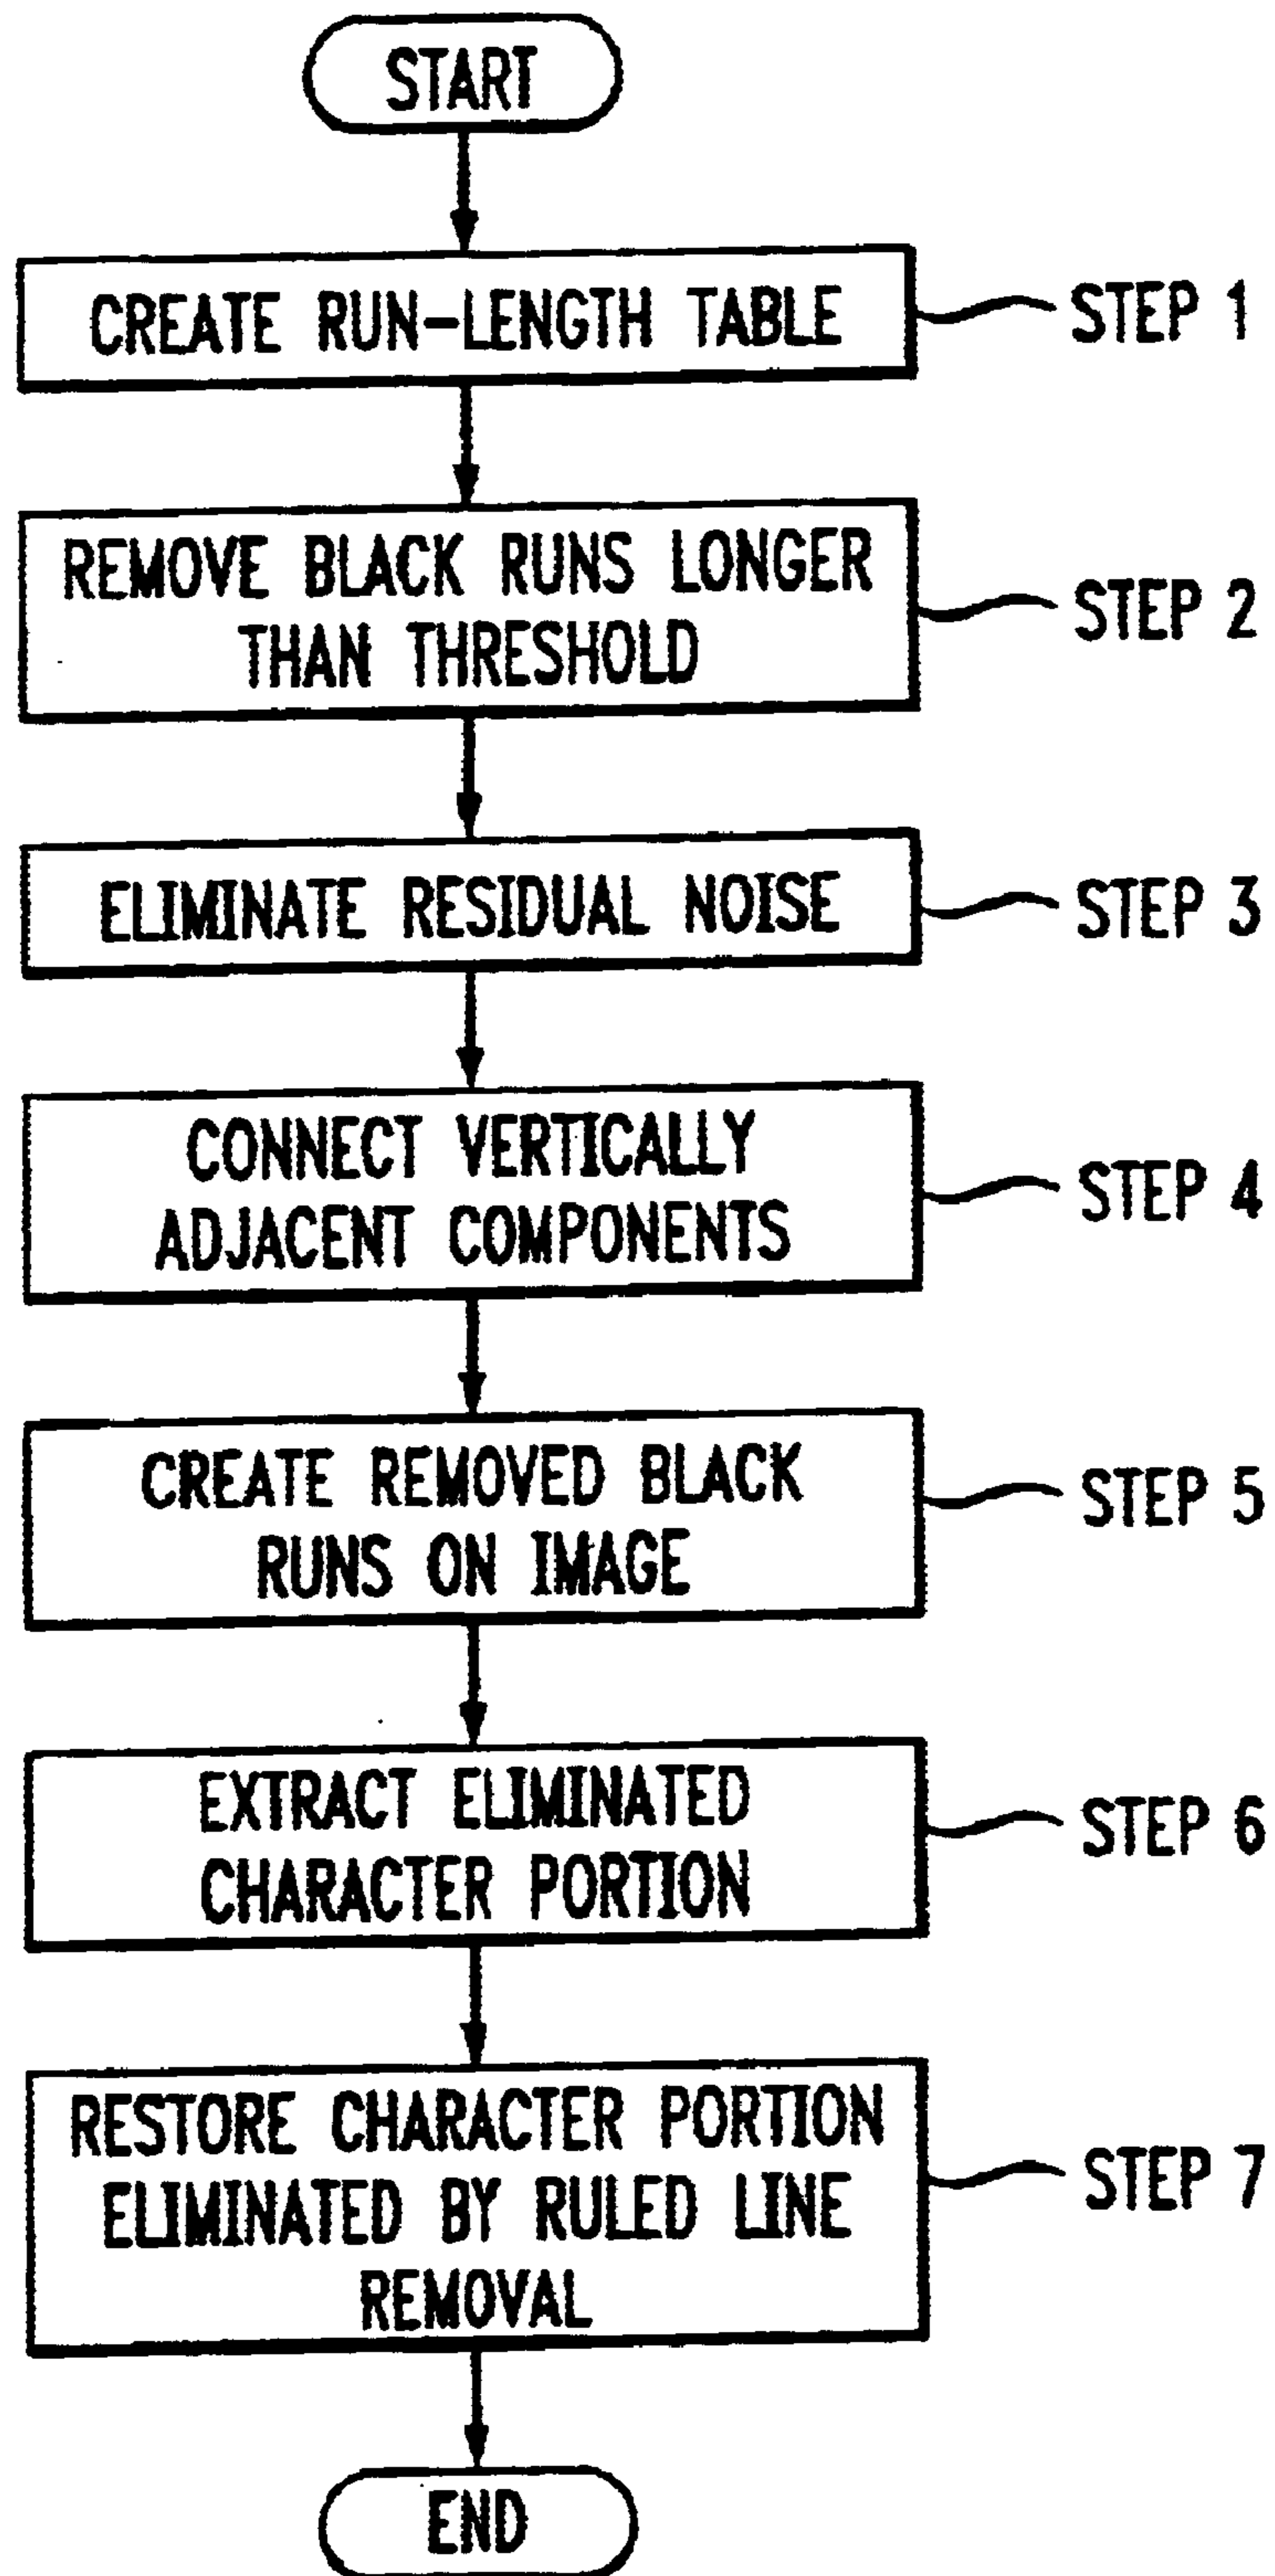 START
CREATE RUN-LENGTH TABLE
STEP 1
REMOVE BLACK RUNS LONGER
THAN THRESHOLD
STEP 2
ELIMINATE RESIDUAL NOISE
STEP 3
CONNECT VERTICALLY
ADJACENT COMPONENTS
STEP 4
CREATE REMOVED BLACK
RUNS ON IMAGE
STEP 5
EXTRACT ELIMINATED
CHARACTER PORTION
STEP 6
RESTORE CHARACTER PORTION
ELIMINATED BY RULED LINE
REMOVAL
STEP 7
END